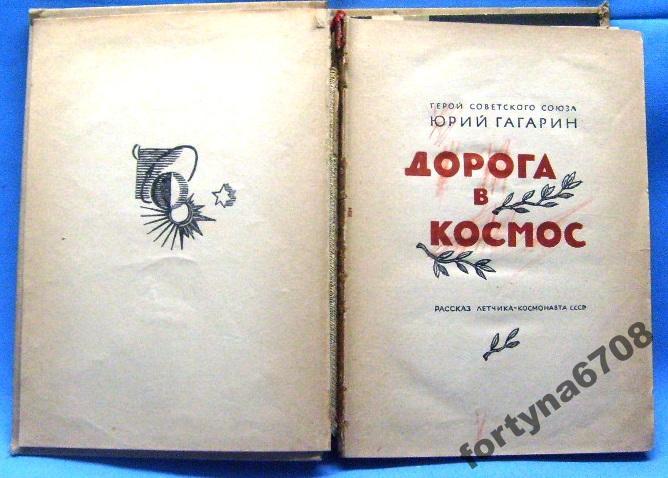 ГЕРОЙ СОВЕТСКОГО СОЮЗА
ЮРИЙ ГАГАРИН
ДОРОГА
В
КОСМОС
РАССКАЗ ЛЕТЧИКА-КОСМОНАВТА СССР
fortyna6708